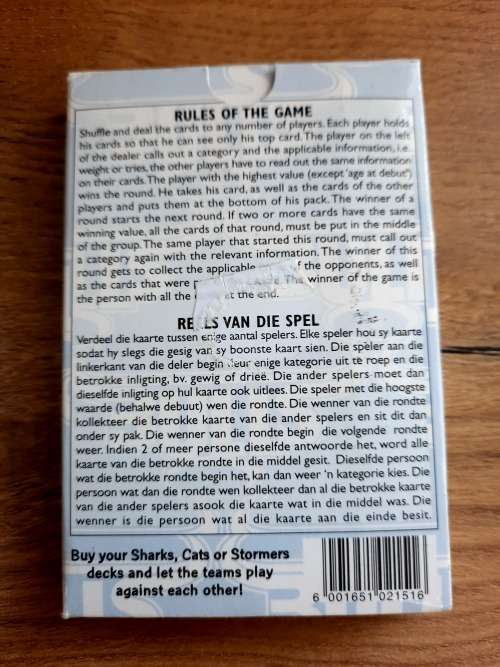 RULES OF THE GAME
Shuffle and deal the cards to any number of players. Each player holds
his cards so that he can see only his top card. The player on the left
of the dealer calls out a category and the applicable information, i.e.
weight or tries, the other players have to read out the same information
on their cards. The player with the highest value (except 'age at debut')
wins the round. He takes his card, as well as the cards of the other
players and puts them at the bottom of his pack. The winner of a
round starts the next round. If two or more cards have the same
winning value, all the cards of that round, must be put in the middle
of the group. The same player that started this round, must call out
a category again with the relevant information. The winner of this
round gets to collect the applicable of the opponents, as well
as the cards that were The winner of the game is
the person with all the at the end.
REËLS VAN DIE SPEL
Verdeel die kaarte tussen enige aantal spelers. Elke speler hou sy kaarte
sodat hy slegs die gesig van sy boonste kaart sien. Die speler aan die
linkerkant van die deler begin deur enige kategorie uit te roep en die
betrokke inligting, bv. gewig of drieë. Die ander spelers moet dan
dieselfde inligting op hul kaarte ook uitlees. Die speler met die hoogste
waarde (behalwe debuut) wen die rondte. Die wenner van die rondte
kollekteer die betrokke kaarte van die ander spelers en sit dit dan
onder sy pak. Die wenner van die rondte begin die volgende rondte
weer. Indien 2 of meer persone dieselfde antwoorde het, word alle
kaarte van die betrokke rondte in die middel gesit. Dieselfde persoon
wat die betrokke rondte begin het, kan dan weer 'n kategorie kies. Die
persoon wat dan die rondte wen kollekteer dan al die betrokke kaarte
van die ander spelers asook die kaarte wat in die middel was. Die
wenner is die persoon wat al die kaarte aan die einde besit.
Buy your Sharks, Cats or Stormers
decks and let the teams play
against each other!
6 001651 021516